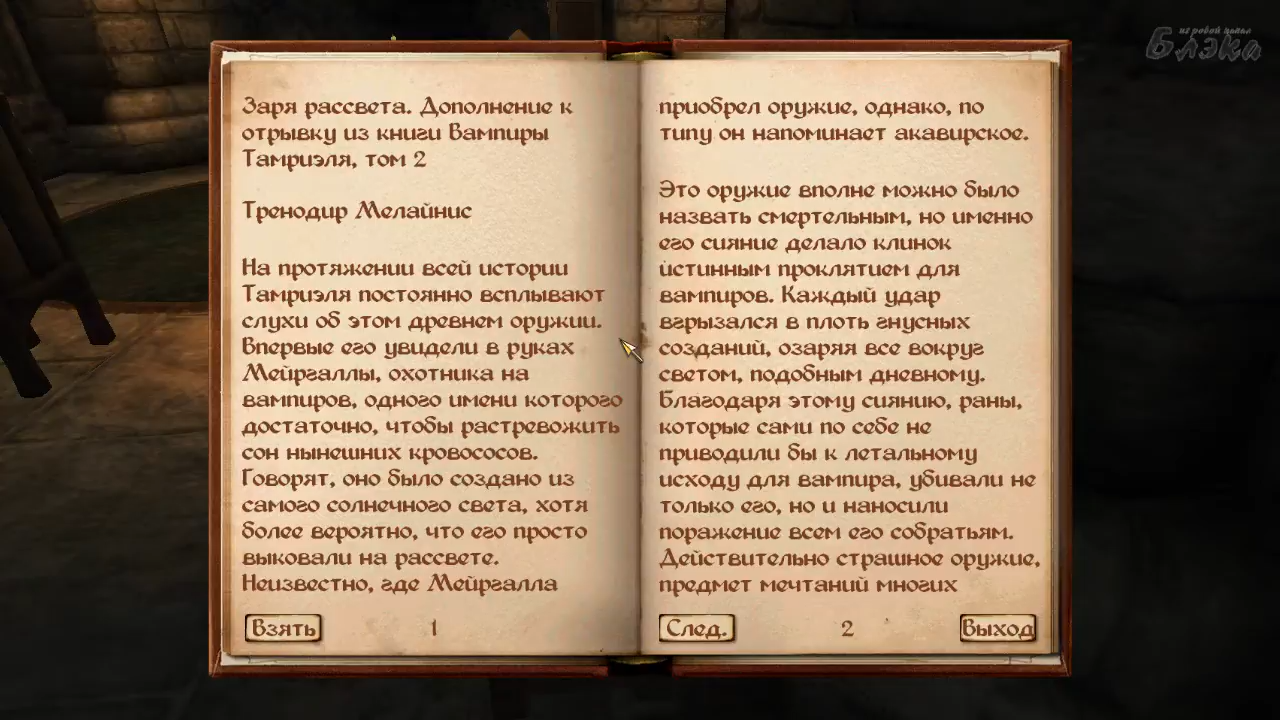 игровой канал
Блэка
Заря рассвета. Дополнение к
отрывку из книги Вампиры
Тамриэля, том 2
Тренодир Мелайнис
На протяжении всей истории
Тамриэля постоянно всплывают
слухи об этом древнем оружии.
Впервые его увидели в руках
Мейргаллы, охотника на
вампиров, одного имени которого
достаточно, чтобы растревожить
сон нынешних кровососов.
Говорят, оно было создано из
самого солнечного света, хотя
более вероятно, что его просто
выковали на рассвете.
Неизвестно, где Мейргалла
Взять
1
приобрел оружие, однако, по
типу он напоминает акавирское.
Это оружие вполне можно было
назвать смертельным, но именно
его сияние делало клинок
истинным проклятием для
вампиров. Каждый удар
вгрызался в плоть гнусных
созданий, озаряя все вокруг
светом, подобным дневному.
Благодаря этому сиянию, раны,
которые сами по себе не
приводили бы к летальному
исходу для вампира, убивали не
только его, но и наносили
поражение всем его собратьям.
Действительно страшное оружие,
предмет мечтаний многих
След.
2
Выход